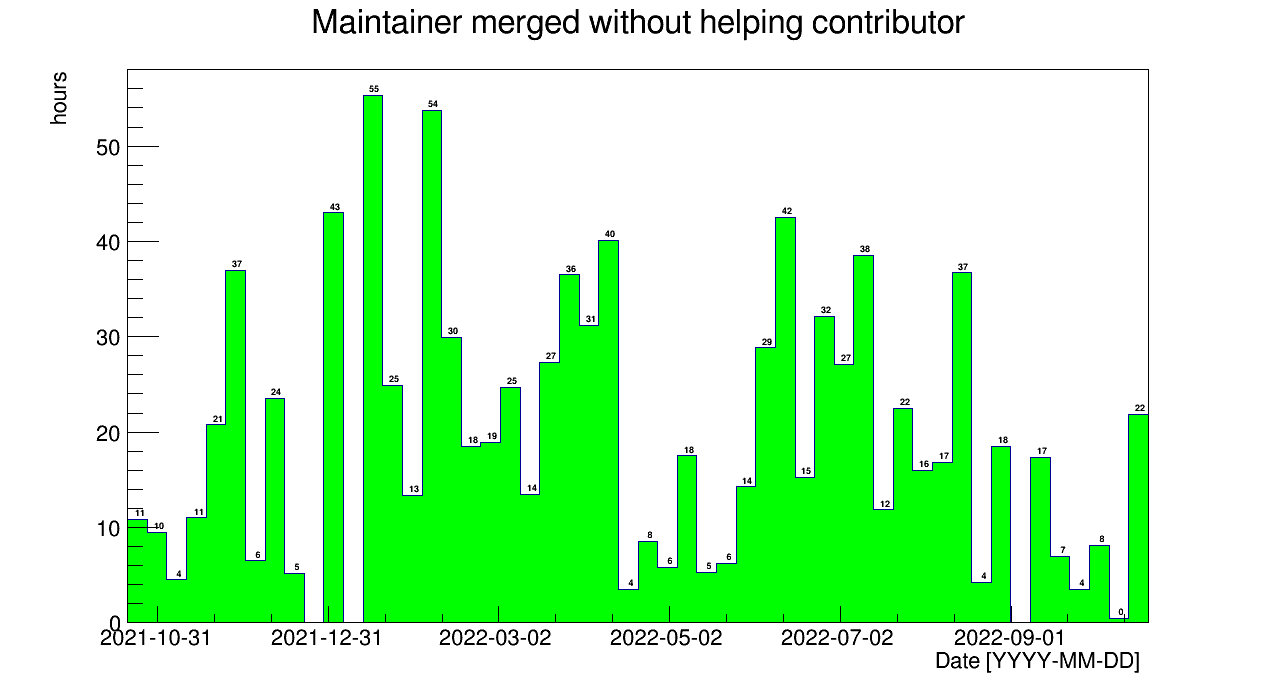 Maintainer merged without helping contributor
hours
50
40
30
20
10
0
11 10 4 11 21 37 6 24 5 43 55 25 13 54 30 18 19 25 14 27 36 31 40 4 8 6 18 5 6 14 29 42 15 32 27 38 12 22 16 17 37 4 18 17 7 4 8 0 22
2021-10-31 2021-12-31 2022-03-02 2022-05-02 2022-07-02 2022-09-01
Date [YYYY-MM-DD]